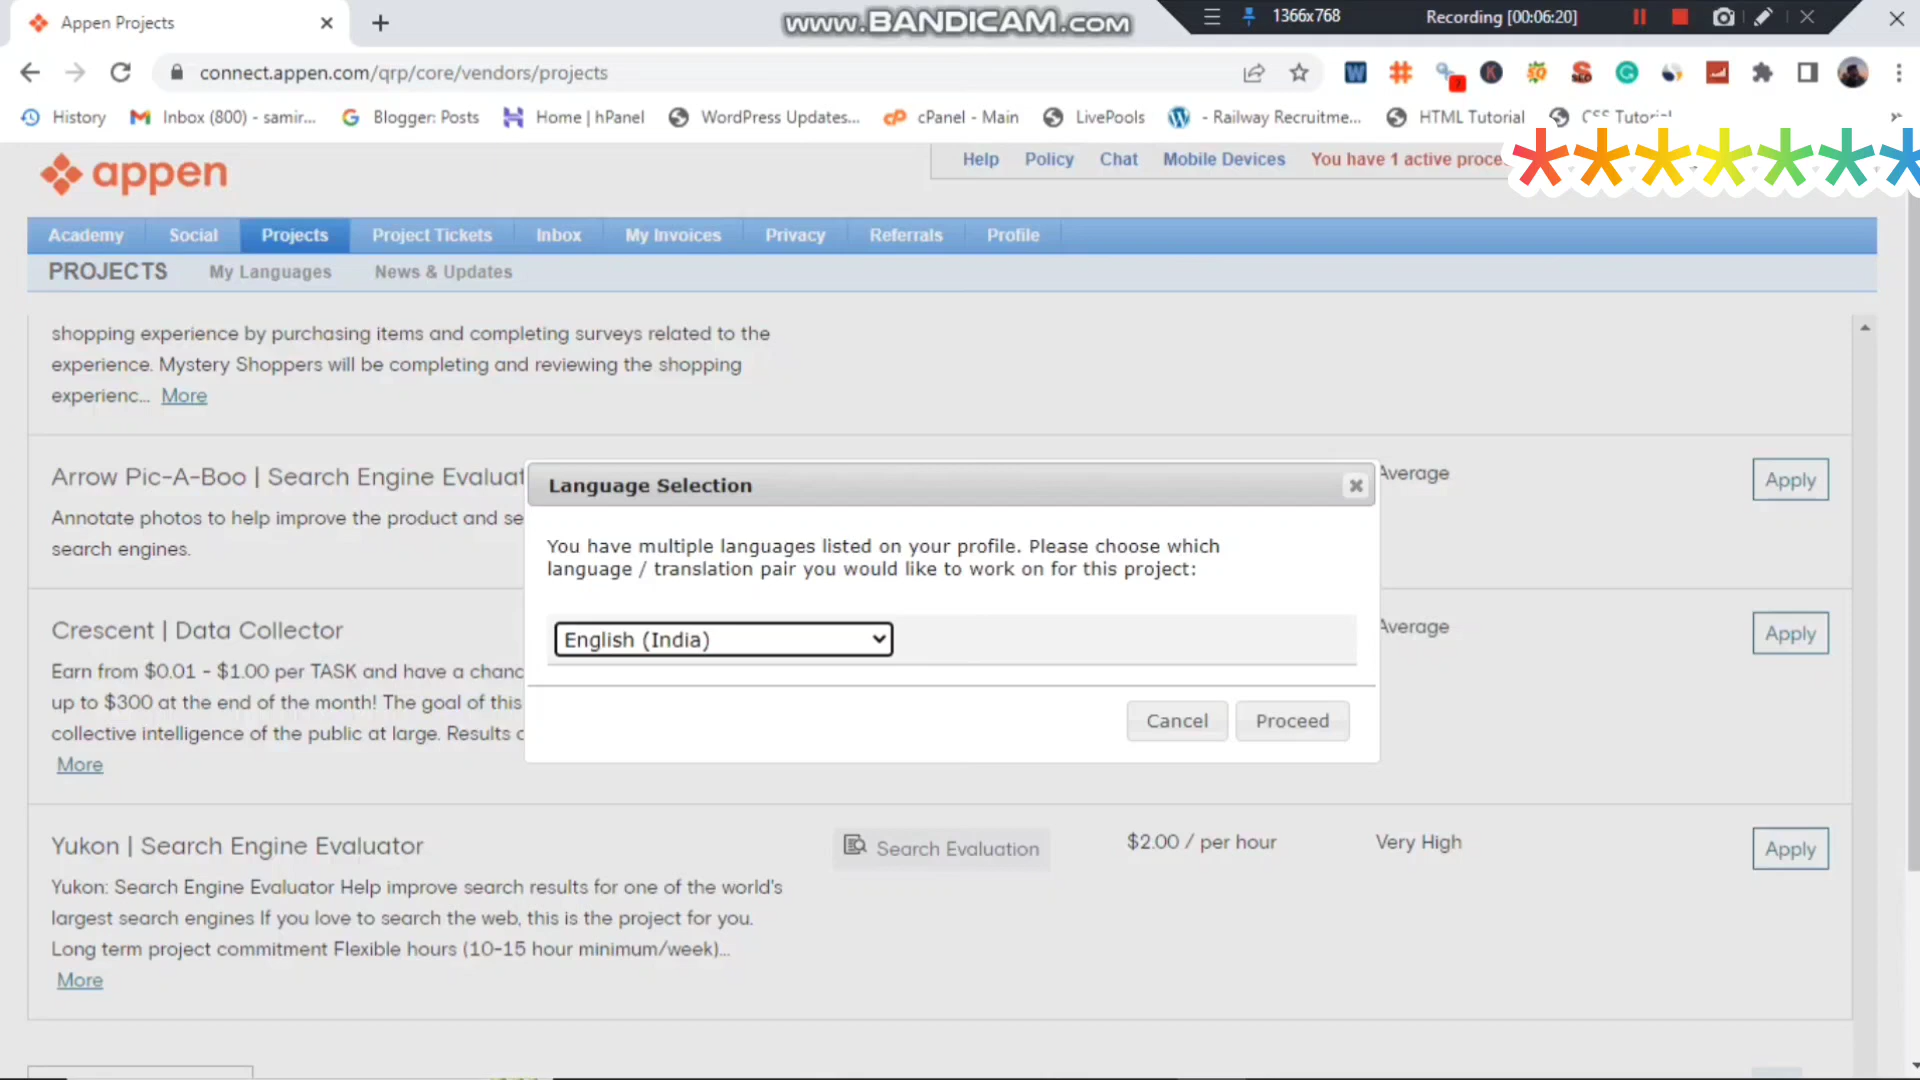 Appen Projects
www.BANDICAM.com
1366x768
Recording [00:06:20]
connect.appen.com/qrp/core/vendors/projects
History
Inbox (800) - samir...
Blogger: Posts
Home | hPanel
WordPress Updates...
cPanel - Main
LivePools
- Railway Recruitme...
HTML Tutorial
CSS Tutorial
appen
Help
Policy
Chat
Mobile Devices
You have 1 active proce
Academy
Social
Projects
Project Tickets
Inbox
My Invoices
Privacy
Referrals
Profile
PROJECTS
My Languages
News & Updates
shopping experience by purchasing items and completing surveys related to the
experience. Mystery Shoppers will be completing and reviewing the shopping
experienc... More
Arrow Pic-A-Boo | Search Engine Evaluat
Average
Apply
Annotate photos to help improve the product and se
search engines.
Language Selection
You have multiple languages listed on your profile. Please choose which
language / translation pair you would like to work on for this project:
English (India)
Cancel
Proceed
Crescent | Data Collector
Average
Apply
Earn from $0.01 - $1.00 per TASK and have a chanc
up to $300 at the end of the month! The goal of this
collective intelligence of the public at large. Results c
More
Yukon | Search Engine Evaluator
Search Evaluation
$2.00 / per hour
Very High
Apply
Yukon: Search Engine Evaluator Help improve search results for one of the world's
largest search engines If you love to search the web, this is the project for you.
Long term project commitment Flexible hours (10-15 hour minimum/week)...
More